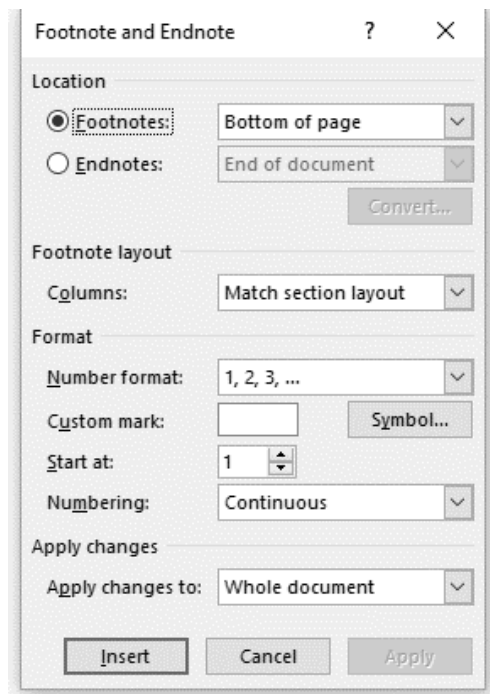 Footnote and Endnote ? ×
Location
Footnotes: Bottom of page
Endnotes: End of document
Convert...
Footnote layout
Columns: Match section layout
Format
Number format: 1, 2, 3, ...
Custom mark: Symbol...
Start at: 1
Numbering: Continuous
Apply changes
Apply changes to: Whole document
Insert Cancel Apply